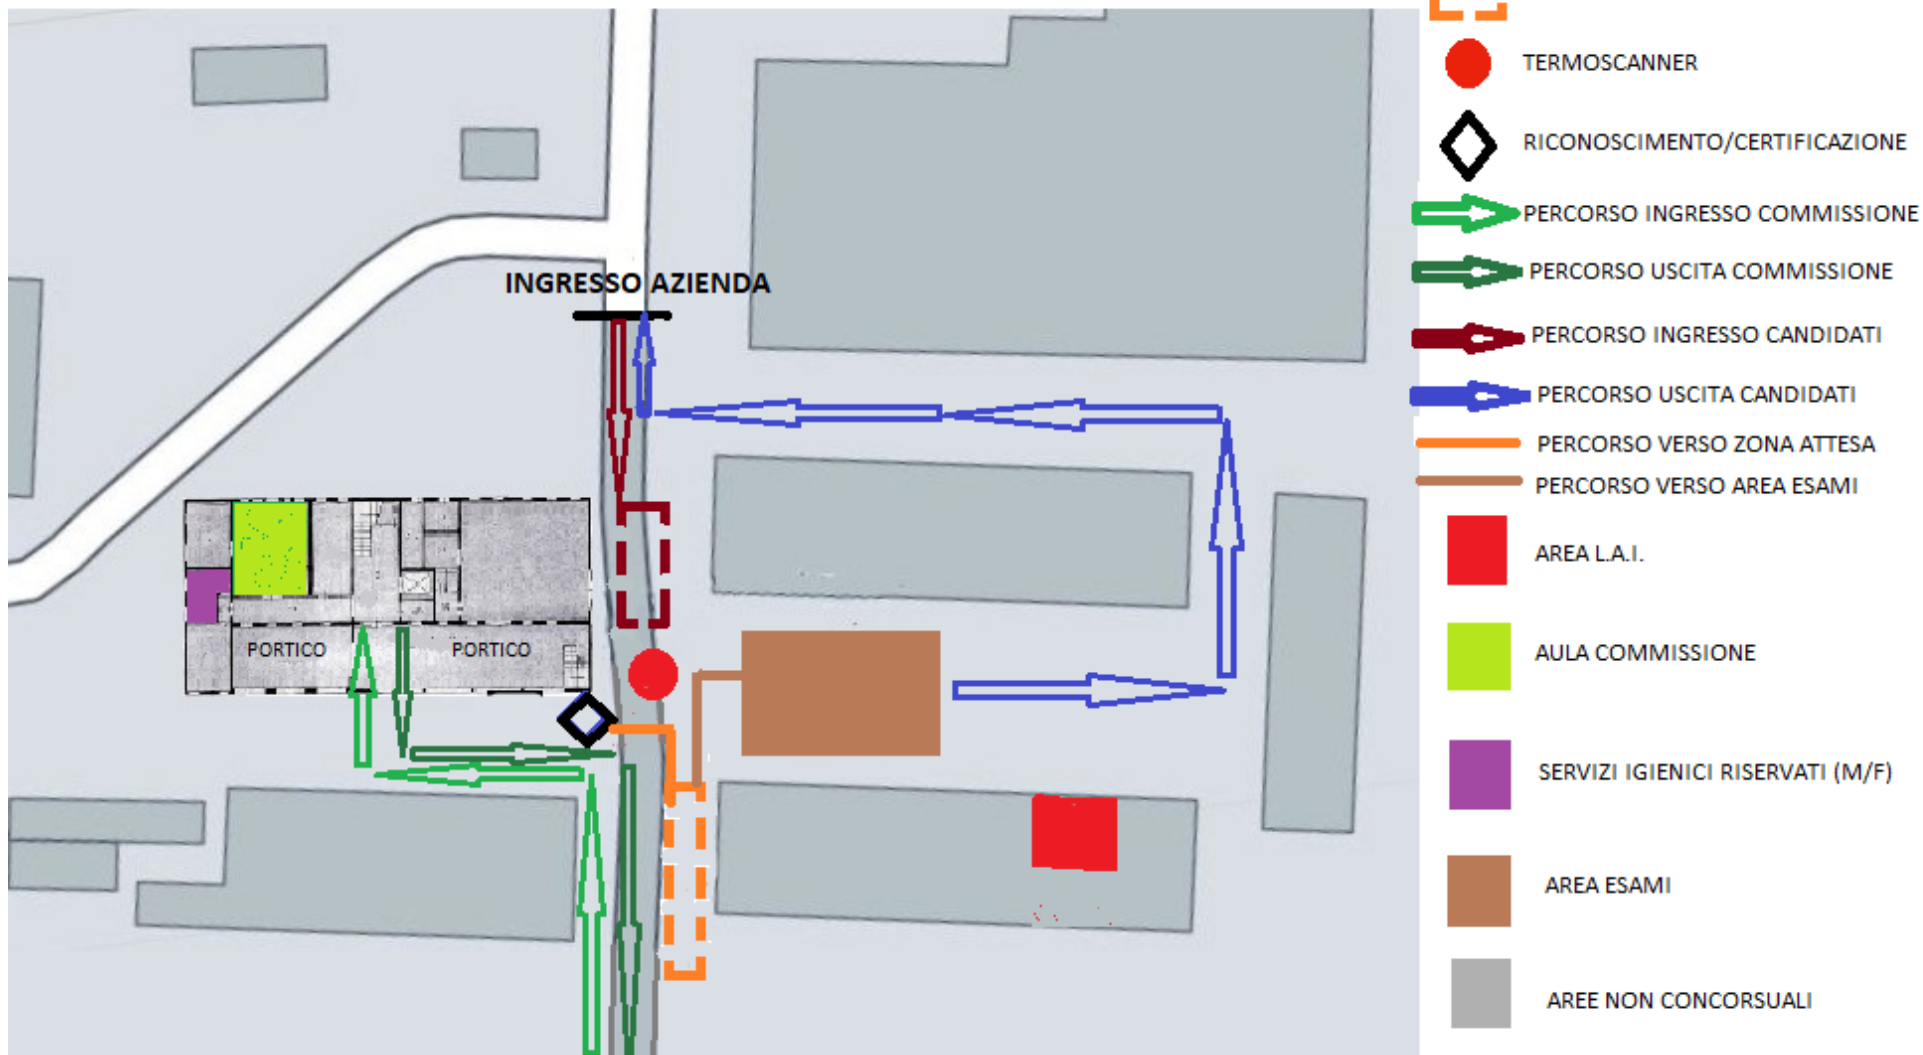 INGRESSO AZIENDA
PORTICO
PORTICO
TERMOSCANNER
RICONOSCIMENTO/CERTIFICAZIONE
PERCORSO INGRESSO COMMISSIONE
PERCORSO USCITA COMMISSIONE
PERCORSO INGRESSO CANDIDATI
PERCORSO USCITA CANDIDATI
PERCORSO VERSO ZONA ATTESA
PERCORSO VERSO AREA ESAMI
AREA L.A.I.
AULA COMMISSIONE
SERVIZI IGIENICI RISERVATI (M/F)
AREA ESAMI
AREE NON CONCORSUALI